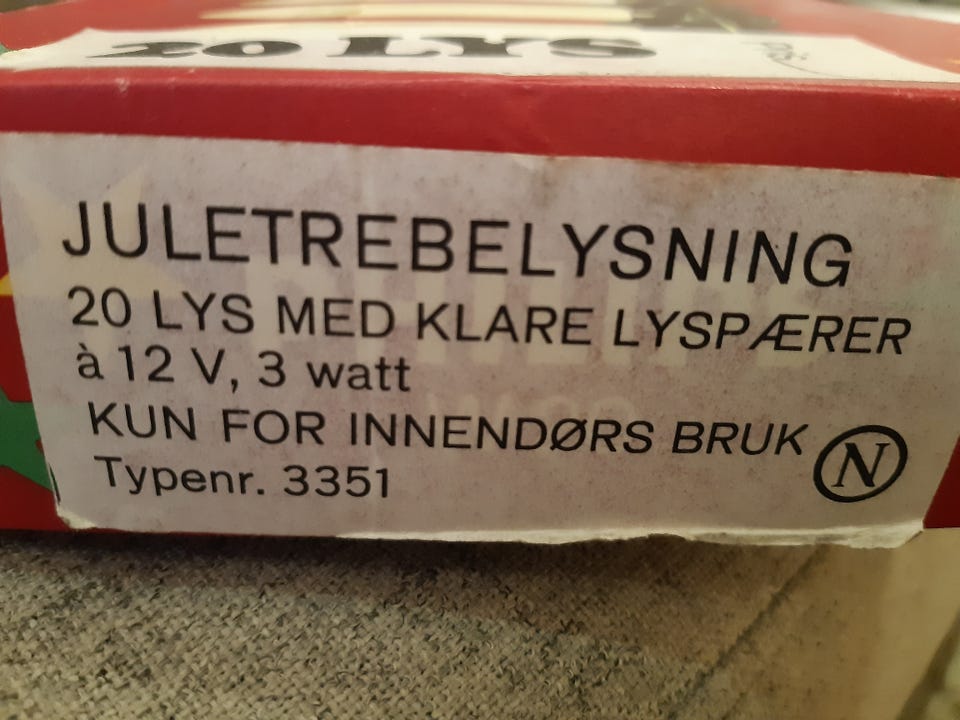 20 LYS
JULETREBELYSNING
20 LYS MED KLARE LYSPÆRER
à 12 V, 3 watt
KUN FOR INNENDØRS BRUK
N
Typenr. 3351